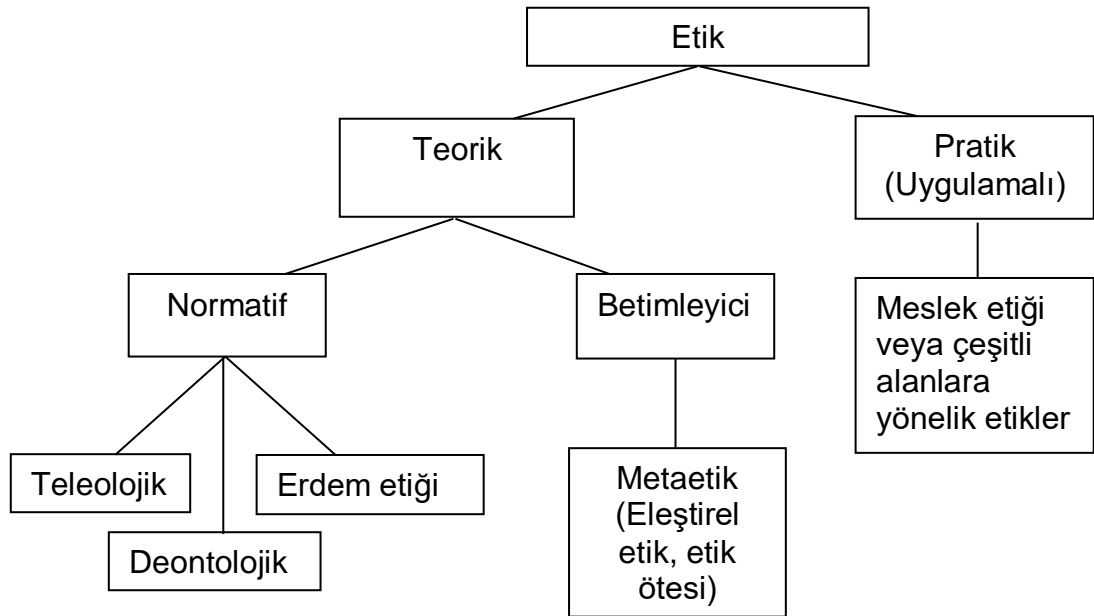 Etik
Teorik
Pratik
(Uygulamalı)
Normatif
Betimleyici
Meslek etiği
veya çeşitli
alanlara
yönelik etikler
Teleolojik
Erdem etiği
Deontolojik
Metaetik
(Eleştirel
etik, etik
ötesi)